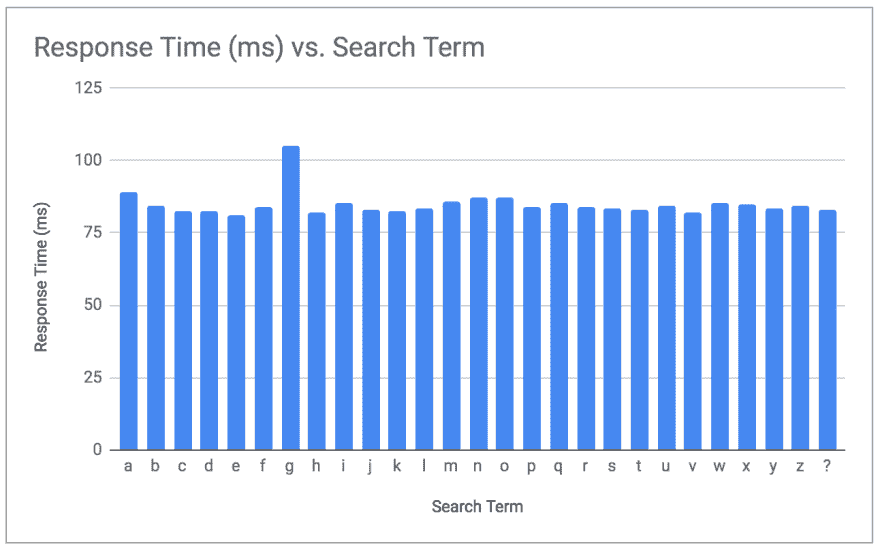 Response Time (ms) vs. Search Term
125
100
75
50
25
0
Response Time (ms)
a b c d e f g h i j k l m n o p q r s t u v w x y z ?
Search Term